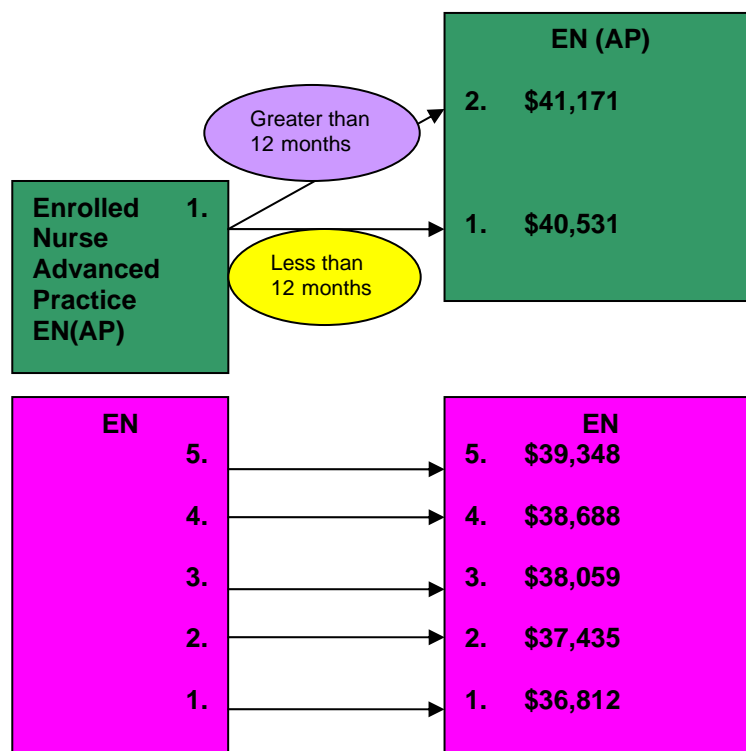 EN (AP)
2. $41,171
Greater than
12 months
1. $40,531
Enrolled 1.
Nurse
Advanced
Practice
EN(AP)
Less than
12 months
EN
5.
4.
3.
2.
1.
EN
5. $39,348
4. $38,688
3. $38,059
2. $37,435
1. $36,812